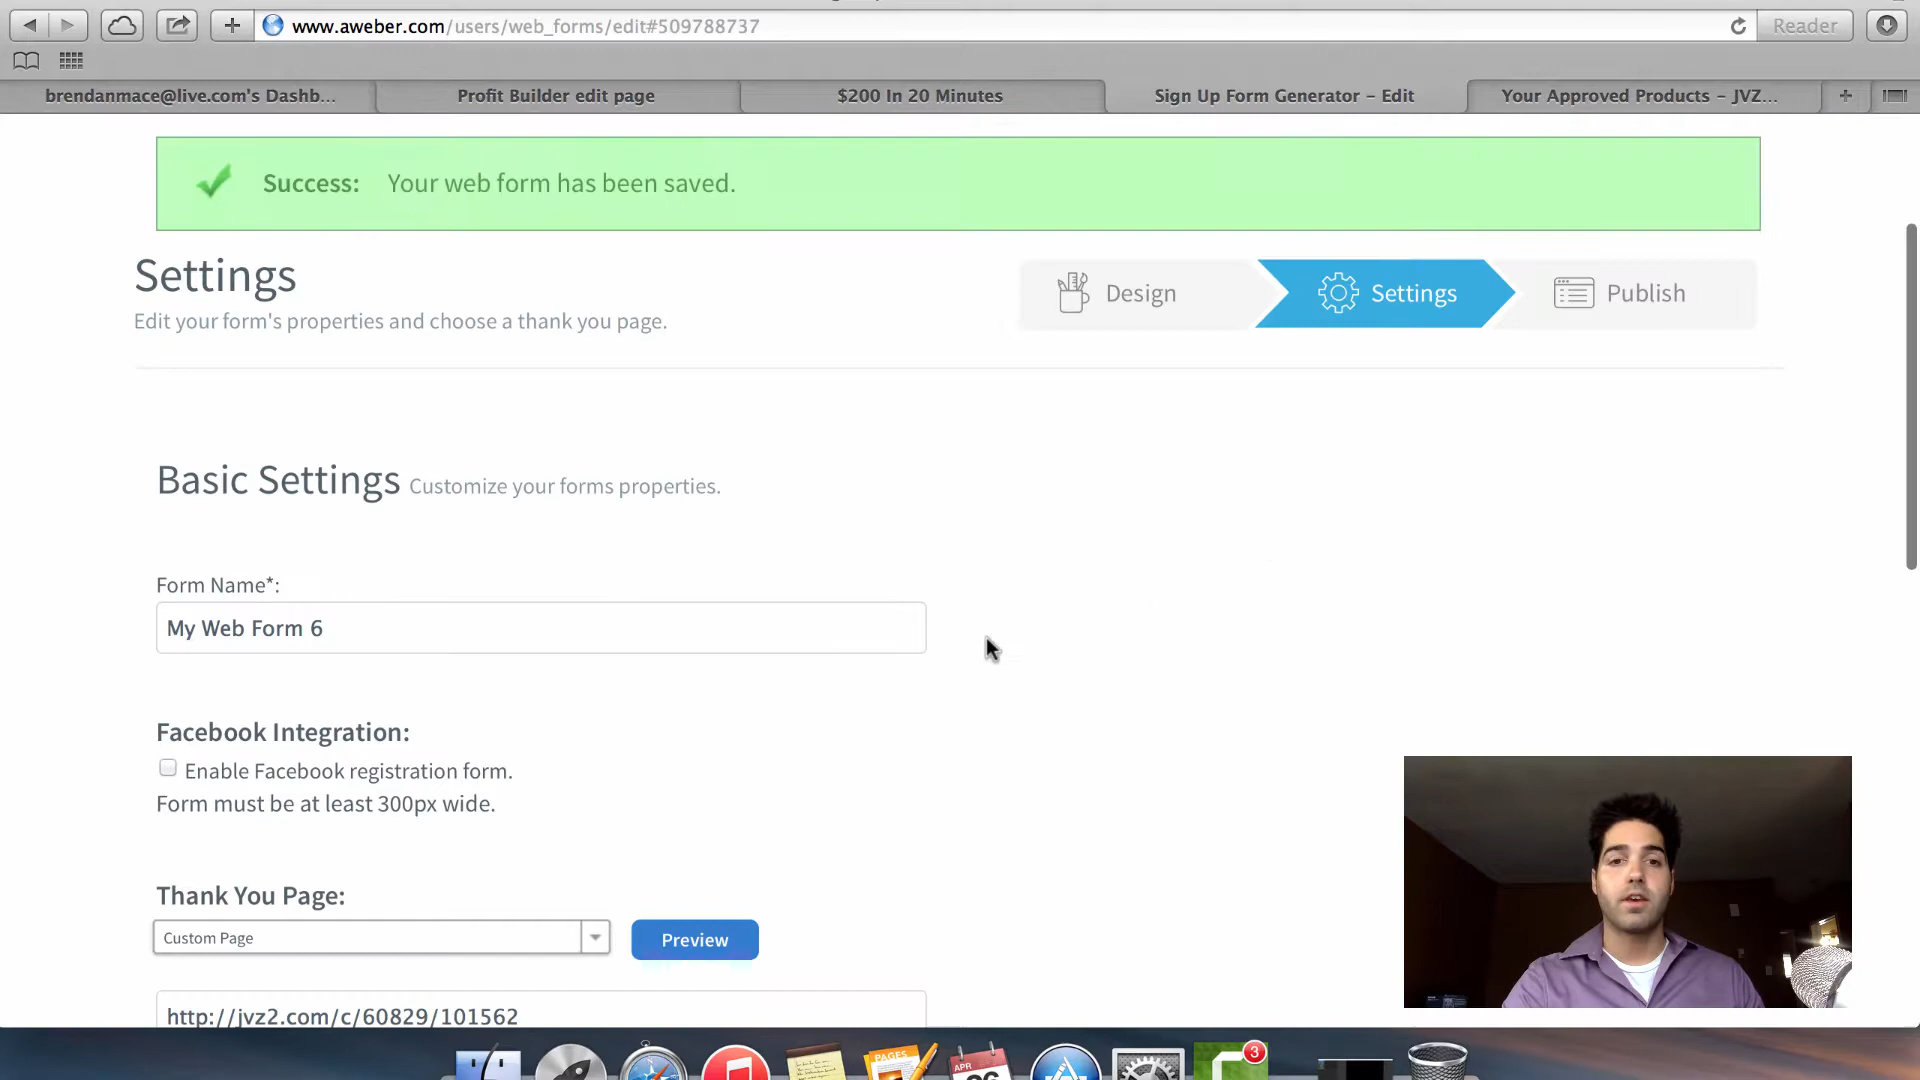 www.aweber.com/users/web_forms/edit#509788737
Reader
brendanmace@live.com's Dashb...
Profit Builder edit page
$200 In 20 Minutes
Sign Up Form Generator – Edit
Your Approved Products – JVZ...
Success: Your web form has been saved.
Settings
Edit your form's properties and choose a thank you page.
Design
Settings
Publish
Basic Settings Customize your forms properties.
Form Name*:
My Web Form 6
Facebook Integration:
Enable Facebook registration form.
Form must be at least 300px wide.
Thank You Page:
Custom Page
Preview
http://jvz2.com/c/60829/101562
PAGES
APR
3